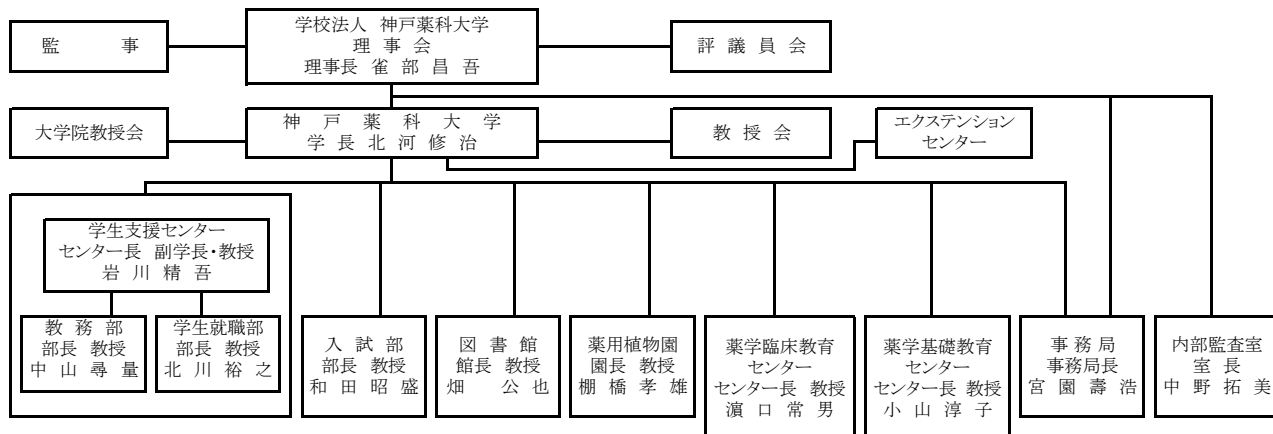 監 事
学校法人 神戸薬科大学
理 事 会
理事長 雀 部 昌 吾
評 議 員 会
大学院教授会
神 戸 薬 科 大 学
学 長 北 河 修 治
教 授 会
エクステンション
センター
学生支援センター
センター長 副学長・教授
岩 川 精 吾
教 務 部
部長 教授
中 山 尋 量
学生就職部
部長 教授
北 川 裕 之
入 試 部
部長 教授
和 田 昭 盛
図 書 館
館長 教授
畑 公 也
薬用植物園
園長 教授
棚 橋 孝 雄
薬学臨床教育
センター
センター長 教授
濵 口 常 男
薬学基礎教育
センター
センター長 教授
小 山 淳 子
事 務 局
事務局長
宮 園 壽 浩
内部監査室
室 長
中 野 拓 美